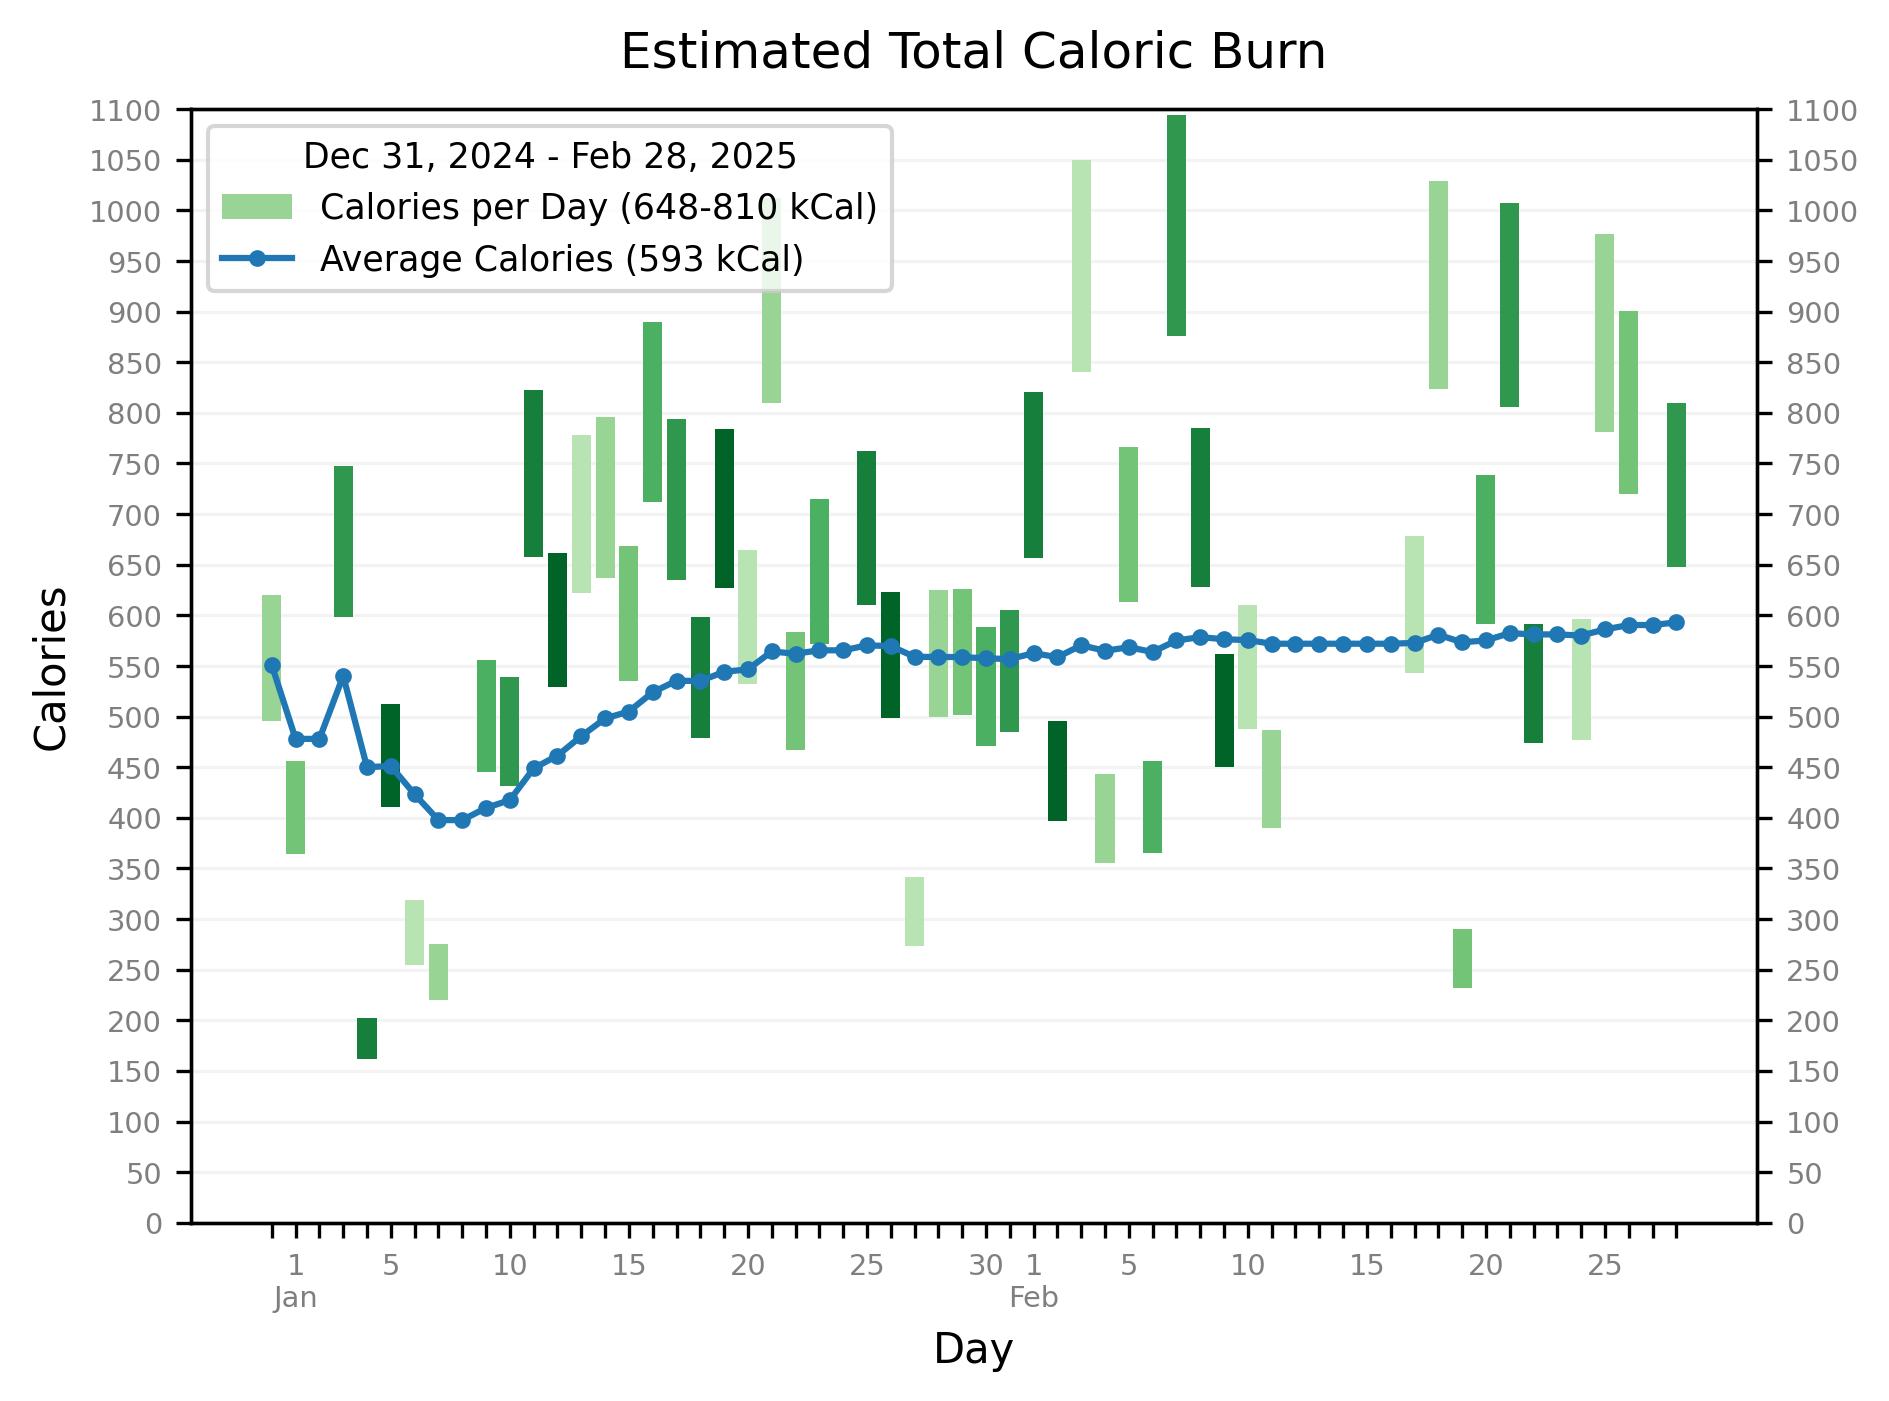 Estimated Total Caloric Burn
Dec 31, 2024 - Feb 28, 2025
Calories per Day (648-810 kCal)
Average Calories (593 kCal)
Calories
1100 1100
1050 1050
1000 1000
950 950
900 900
850 850
800 800
750 750
700 700
650 650
600 600
550 550
500 500
450 450
400 400
350 350
300 300
250 250
200 200
150 150
100 100
50 50
0 0
1 5 10 15 20 25 30 1 5 10 15 20 25
Jan Feb
Day